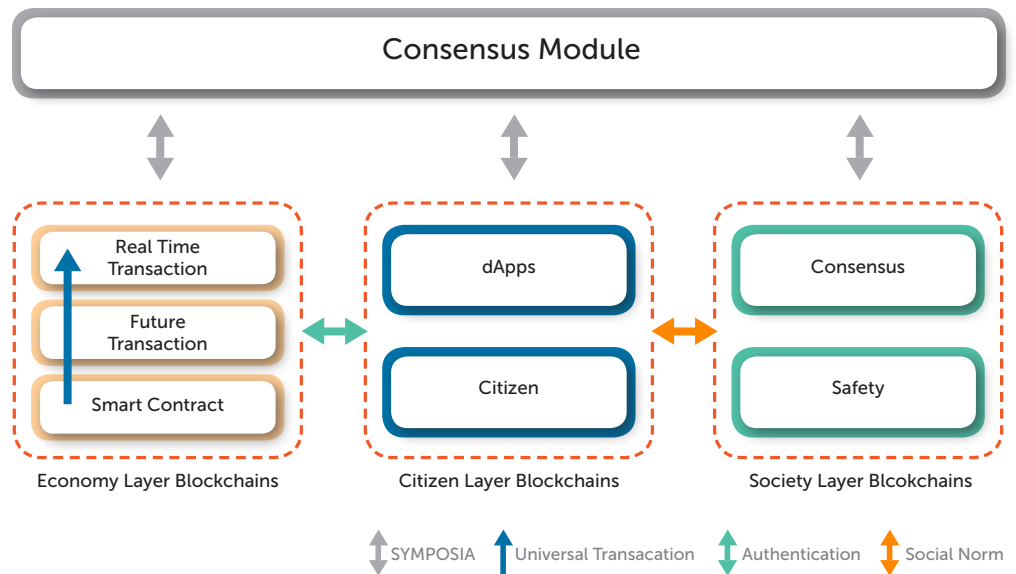 Consensus Module
Real Time
Transaction
Future
Transaction
Smart Contract
Economy Layer Blockchains
dApps
Citizen
Citizen Layer Blockchains
Consensus
Safety
Society Layer Blcokchains
SYMPOSIA
Universal Transacation
Authentication
Social Norm